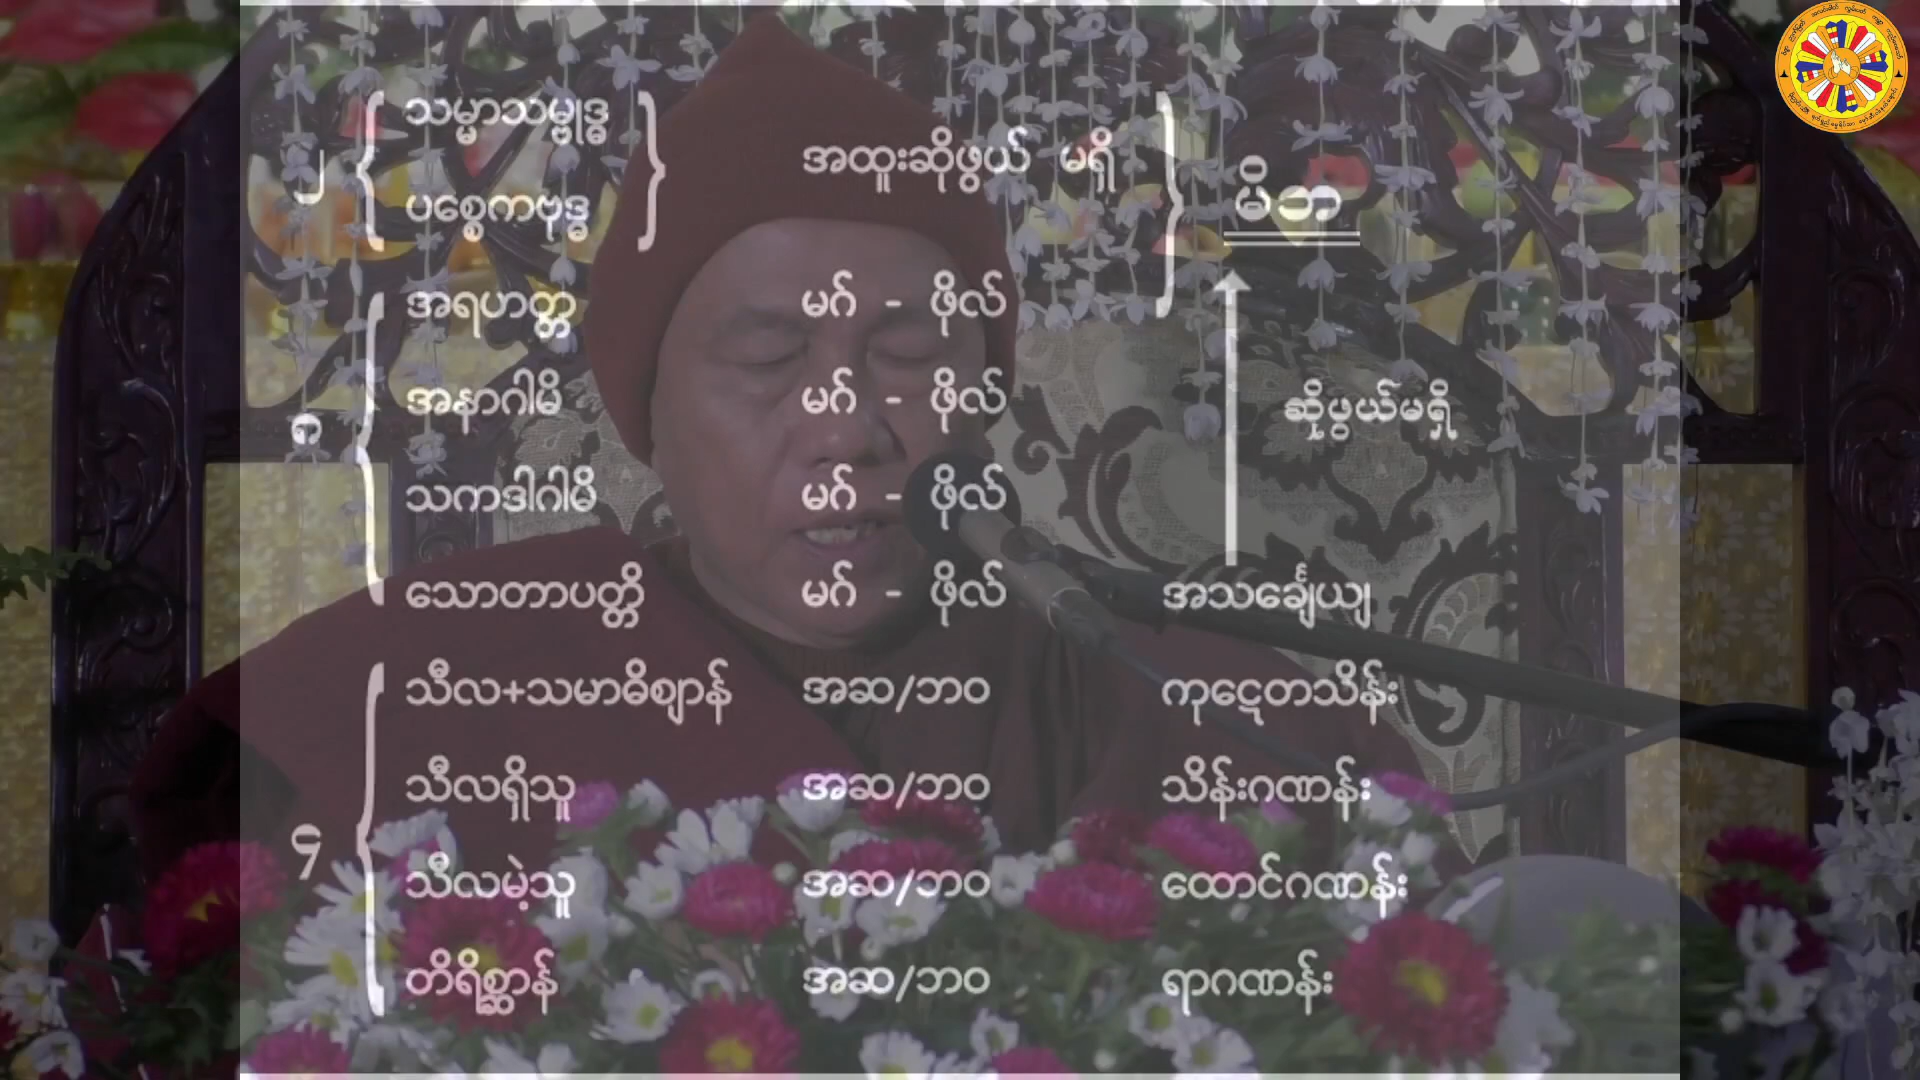 ၂ { သမ္မာသမ္ဗုဒ္ဓ
ပစ္စေကဗုဒ္ဓ } အထူးဆိုဖွယ် မရှိ } မိဘ
အရဟတ္တ မဂ် - ဖိုလ်
၃ { အနာဂါမိ မဂ် - ဖိုလ် ဆိုဖွယ်မရှိ
သကဒါဂါမိ မဂ် - ဖိုလ်
သောတာပတ္တိ မဂ် - ဖိုလ် အသင်္ချေယျ
သီလ+သမာဓိဈာန် အဆ/ဘဝ ကုဋေတသိန်း
သီလရှိသူ အဆ/ဘဝ သိန်းဂဏန်း
၄ { သီလမဲ့သူ အဆ/ဘဝ ထောင်ဂဏန်း
တိရိစ္ဆာန် အဆ/ဘဝ ရာဂဏန်း